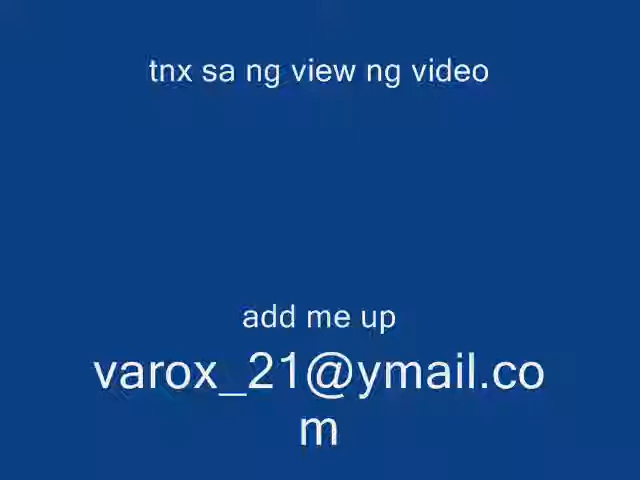 tnx sa ng view ng video
add me up
varox_21@ymail.co
m